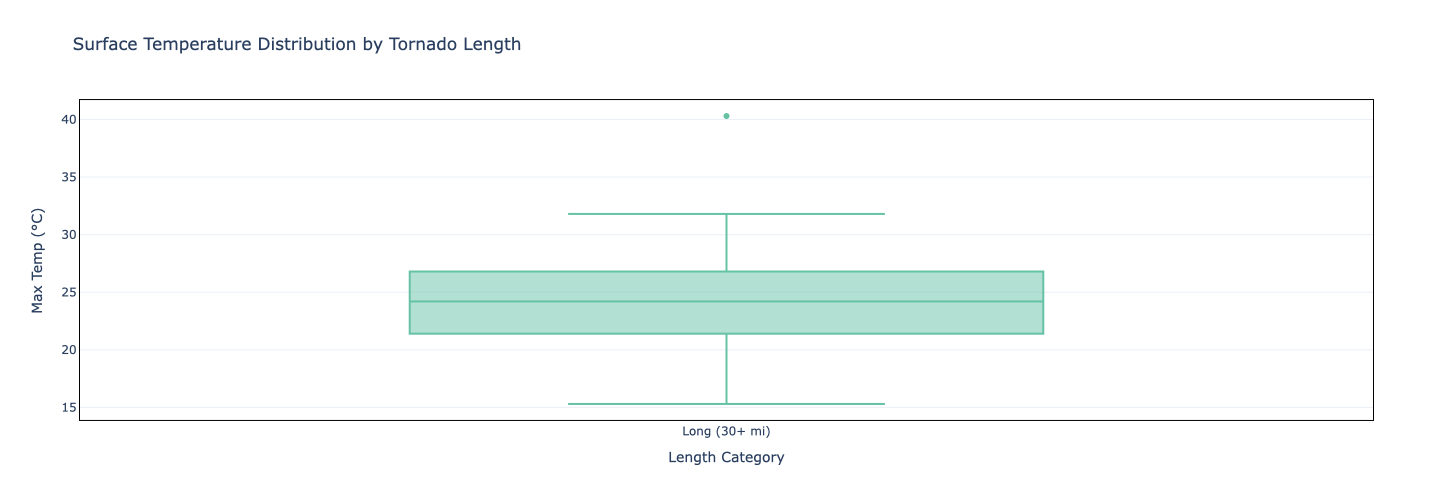 Surface Temperature Distribution by Tornado Length
Max Temp (°C)
40
35
30
25
20
15
Long (30+ mi)
Length Category